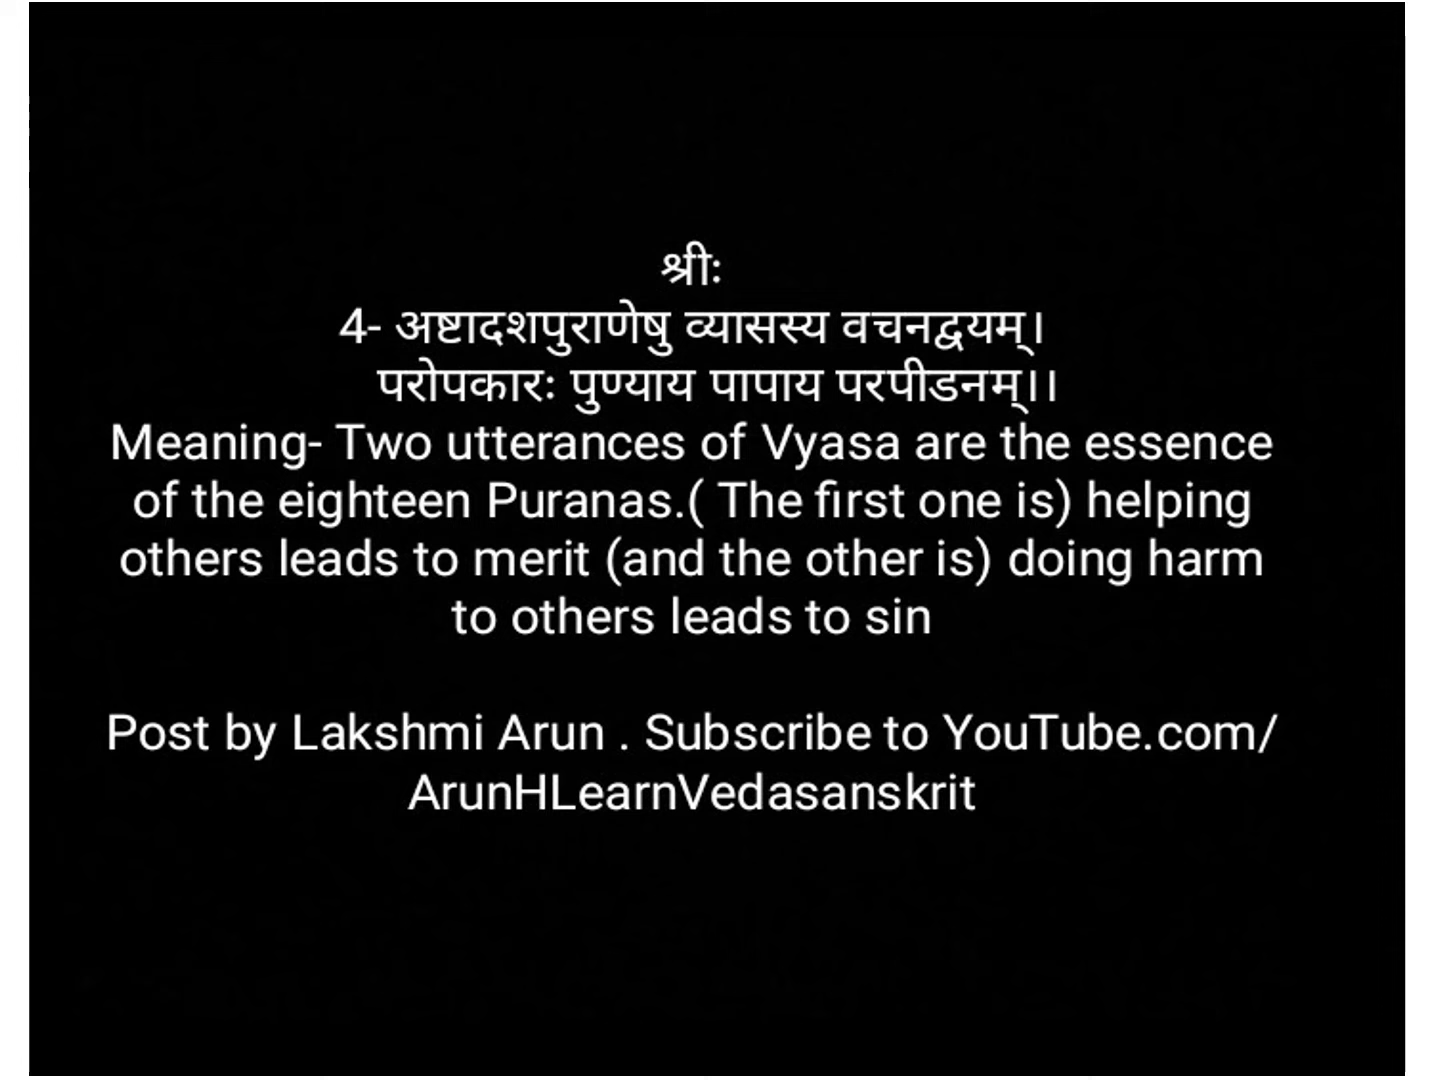 श्रीः
4- अष्टादशपुराणेषु व्यासस्य वचनद्वयम्।
परोपकारः पुण्याय पापाय परपीडनम्।।
Meaning- Two utterances of Vyasa are the essence
of the eighteen Puranas.( The first one is) helping
others leads to merit (and the other is) doing harm
to others leads to sin
Post by Lakshmi Arun . Subscribe to YouTube.com/
ArunHLearnVedasanskrit